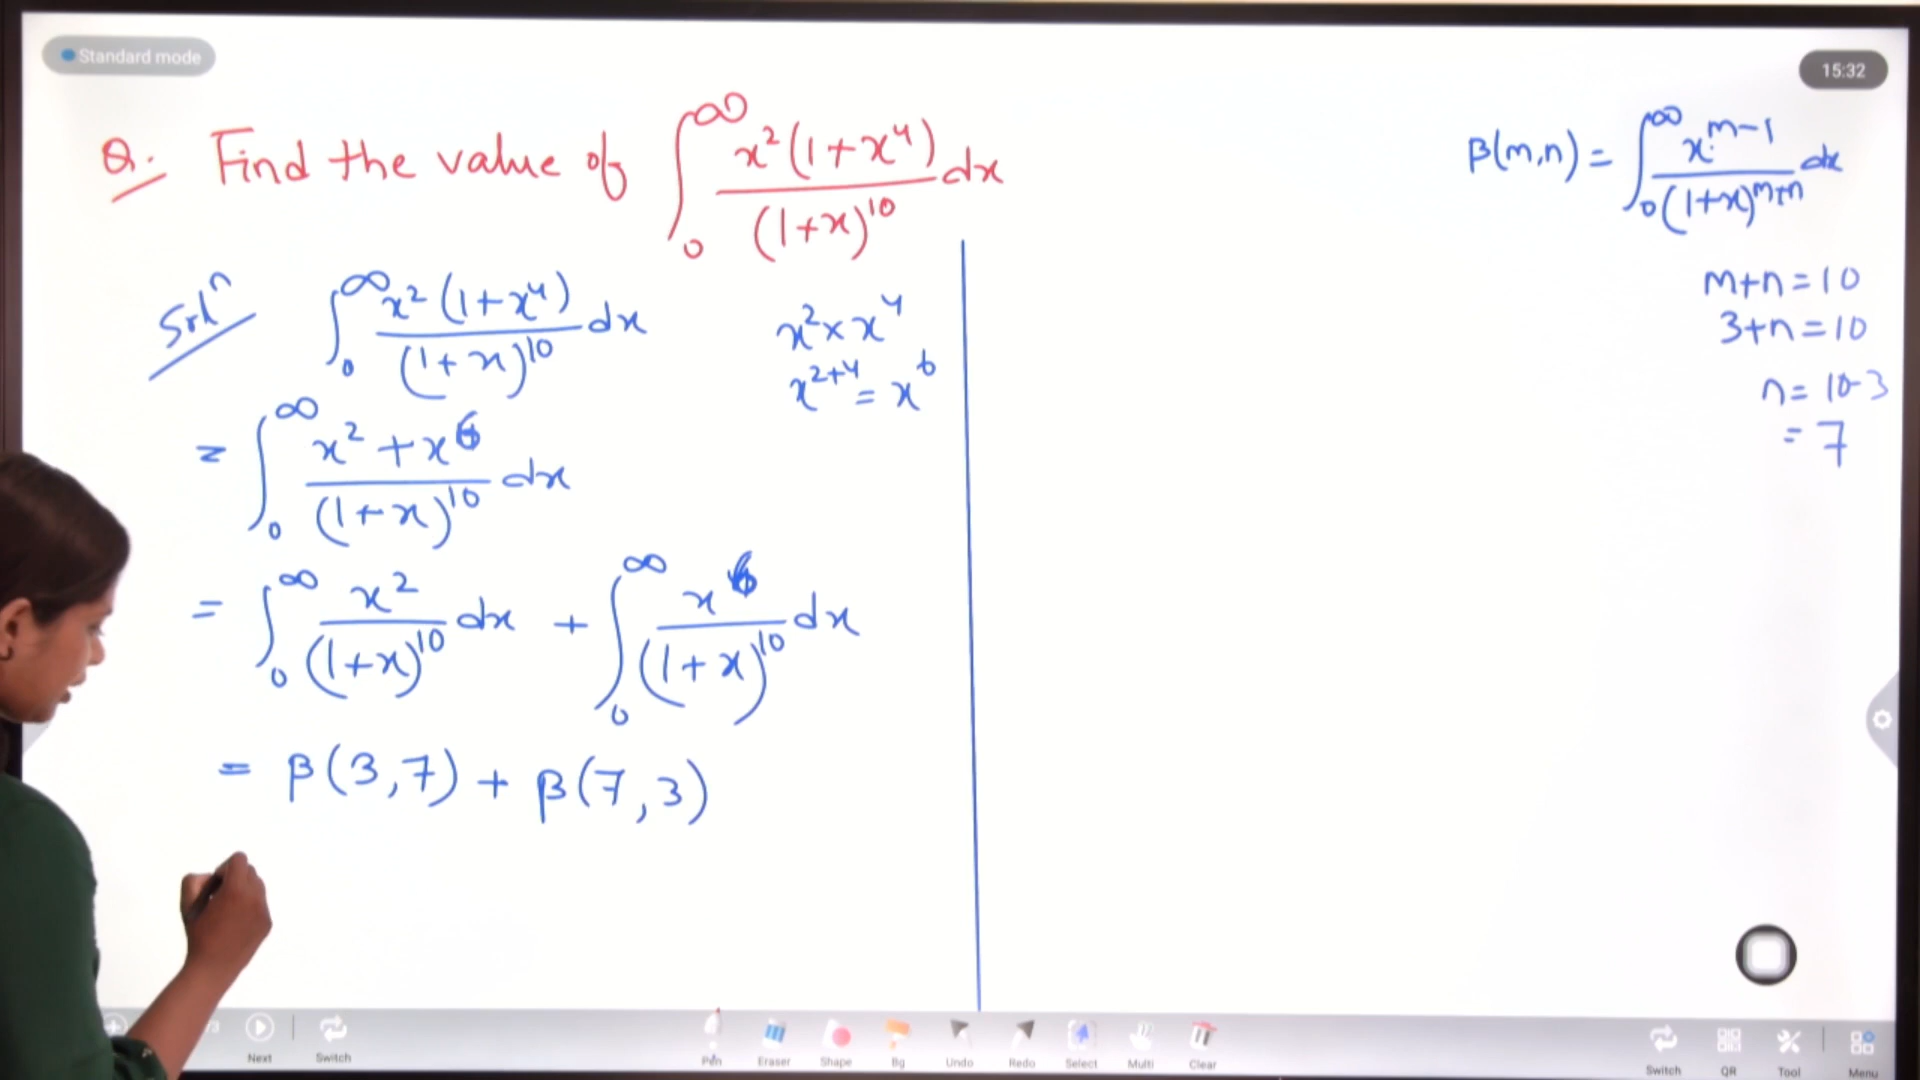 Standard mode
15:32
Q. Find the value of ∫₀^∞ x²(1+x⁴)/(1+x)¹⁰ dx
β(m,n) = ∫₀^∞ x^(m-1)/(1+x)^(m+n) dx
m+n=10
3+n=10
n= 10-3
= 7
Solⁿ ∫₀^∞ x²(1+x⁴)/(1+x)¹⁰ dx
x²×x⁴
x²⁺⁴ = x⁶
= ∫₀^∞ x²+x⁶/(1+x)¹⁰ dx
= ∫₀^∞ x²/(1+x)¹⁰ dx + ∫₀^∞ x⁶/(1+x)¹⁰ dx
= β(3,7) + β(7,3)
Next Switch Pen Eraser Shape Bg Undo Redo Select Multi Clear Switch QR Tool Menu